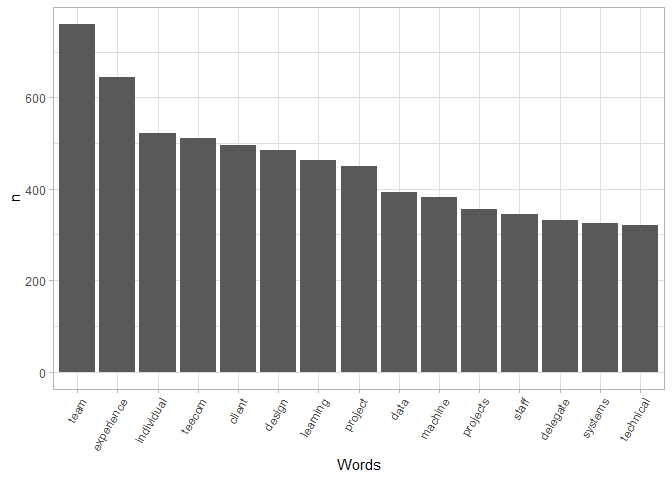 600
400
200
0
n
team
experience
individual
teecom
client
design
learning
project
data
machine
projects
staff
delegate
systems
technical
Words